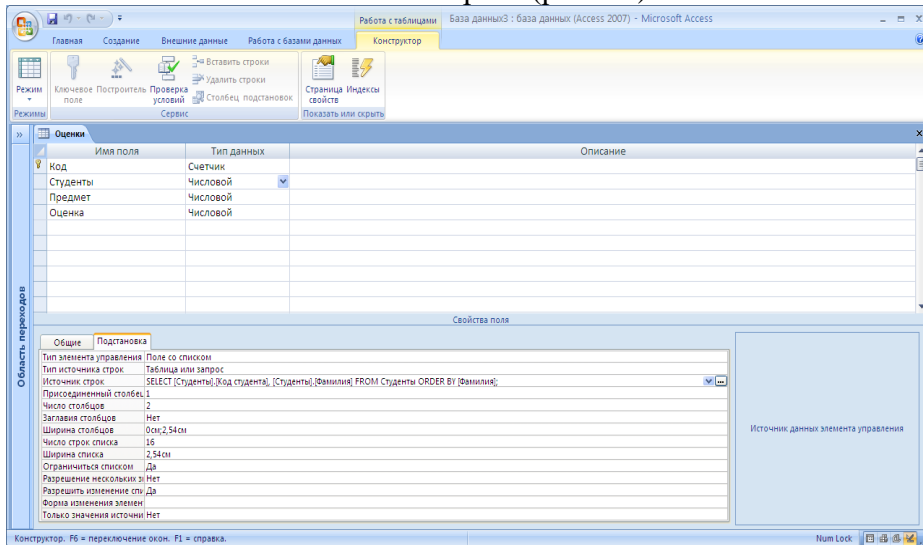 Работа с таблицами База данных3 : база данных (Access 2007) - Microsoft Access
Главная Создание Внешние данные Работа с базами данных Конструктор
Режим
Ключевое поле
Построитель
Проверка условий
Вставить строки
Удалить строки
Столбец подстановок
Страница свойств
Индексы
Режимы Сервис Показать или скрыть
Оценки
Имя поля Тип данных Описание
Код Счетчик
Студенты Числовой
Предмет Числовой
Оценка Числовой
Область переходов
Свойства поля
Общие Подстановка
Тип элемента управления Поле со списком
Тип источника строк Таблица или запрос
Источник строк SELECT [Студенты].[Код студента], [Студенты].[Фамилия] FROM Студенты ORDER BY [Фамилия];
Присоединенный столбец 1
Число столбцов 2
Заглавия столбцов Нет
Ширина столбцов 0см;2,54см
Число строк списка 16
Ширина списка 2,54см
Ограничиться списком Да
Разрешение нескольких зн Нет
Разрешить изменение спи Да
Форма изменения элемен
Только значения источни Нет
Источник данных элемента управления
Конструктор. F6 = переключение окон. F1 = справка. Num Lock